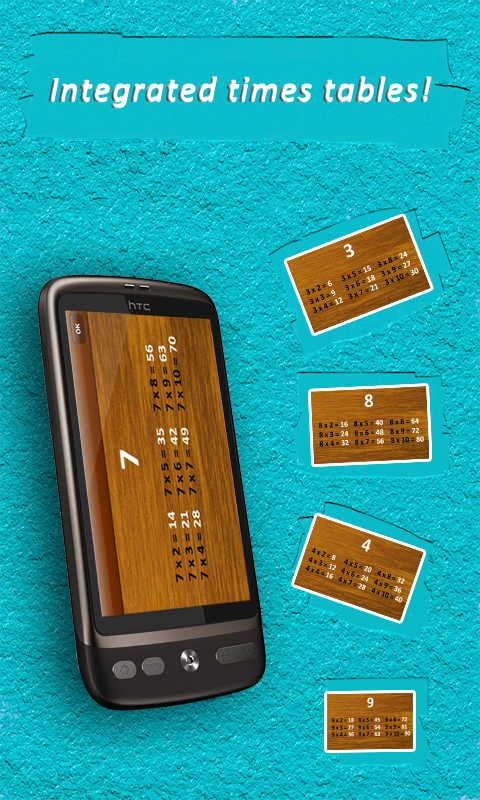 Integrated times tables!
3
3 x 2 = 6 3 x 5 = 15 3 x 8 = 24
3 x 3 = 9 3 x 6 = 18 3 x 9 = 27
3 x 4 = 12 3 x 7 = 21 3 x 10 = 30
hTC
OK
7
7 x 2 = 14 7 x 5 = 35 7 x 8 = 56
7 x 3 = 21 7 x 6 = 42 7 x 9 = 63
7 x 4 = 28 7 x 7 = 49 7 x 10 = 70
8
8 x 2 = 16 8 x 5 = 40 8 x 8 = 64
8 x 3 = 24 8 x 6 = 48 8 x 9 = 72
8 x 4 = 32 8 x 7 = 56 8 x 10 = 80
4
4 x 2 = 8 4 x 5 = 20 4 x 8 = 32
4 x 3 = 12 4 x 6 = 24 4 x 9 = 36
4 x 4 = 16 4 x 7 = 28 4 x 10 = 40
9
9 x 2 = 18 9 x 5 = 45 9 x 8 = 72
9 x 3 = 27 9 x 6 = 54 9 x 9 = 81
9 x 4 = 36 9 x 7 = 63 9 x 10 = 90